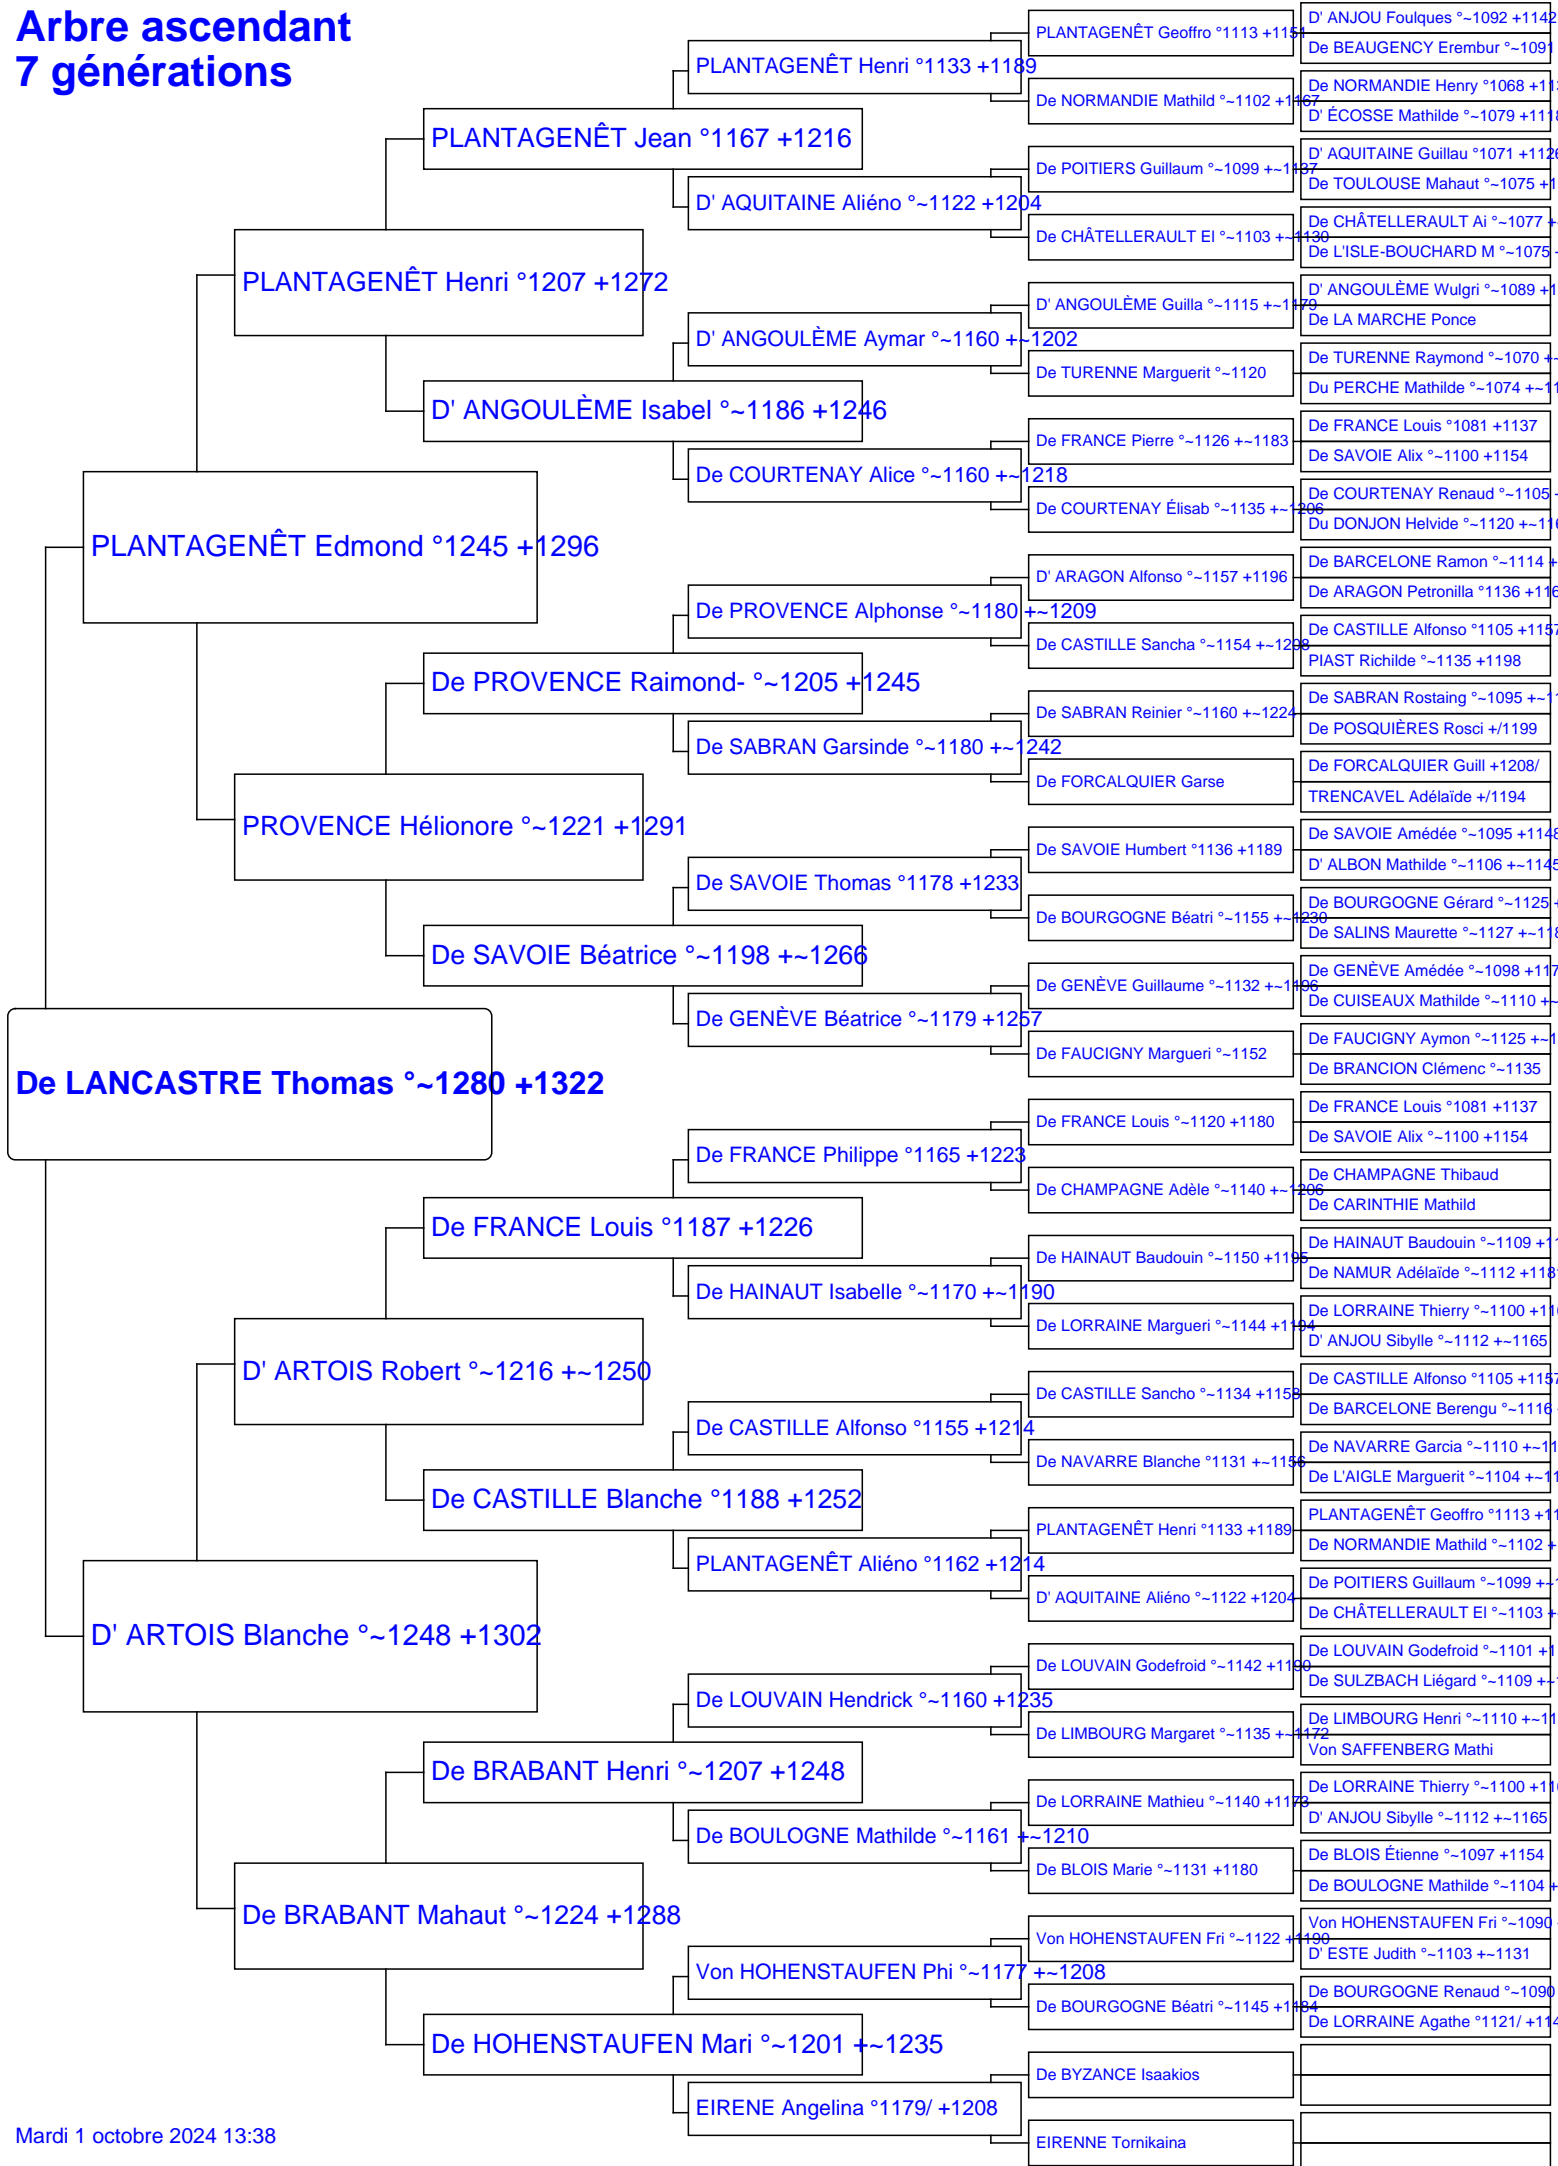 Arbre ascendant
7 générations
De LANCASTRE Thomas °~1280 +1322
PLANTAGENÊT Edmond °1245 +1296
D' ARTOIS Blanche °~1248 +1302
PLANTAGENÊT Henri °1207 +1272
PROVENCE Hélionore °~1221 +1291
D' ARTOIS Robert °~1216 +~1250
De BRABANT Mahaut °~1224 +1288
PLANTAGENÊT Jean °1167 +1216
D' ANGOULÈME Isabel °~1186 +1246
De PROVENCE Raimond- °~1205 +1245
De SAVOIE Béatrice °~1198 +~1266
De FRANCE Louis °1187 +1226
De CASTILLE Blanche °1188 +1252
De BRABANT Henri °~1207 +1248
De HOHENSTAUFEN Mari °~1201 +~1235
PLANTAGENÊT Henri °1133 +1189
D' AQUITAINE Aliéno °~1122 +1204
D' ANGOULÈME Aymar °~1160 +~1202
De COURTENAY Alice °~1160 +~1218
De PROVENCE Alphonse °~1180 +~1209
De SABRAN Garsinde °~1180 +~1242
De SAVOIE Thomas °1178 +1233
De GENÈVE Béatrice °~1179 +1257
De FRANCE Philippe °1165 +1223
De HAINAUT Isabelle °~1170 +~1190
De CASTILLE Alfonso °1155 +1214
PLANTAGENÊT Aliéno °1162 +1214
De LOUVAIN Hendrick °~1160 +1235
De BOULOGNE Mathilde °~1161 +~1210
Von HOHENSTAUFEN Phi °~1177 +~1208
EIRENE Angelina °1179/ +1208
PLANTAGENÊT Geoffro °1113 +1151
De NORMANDIE Mathild °~1102 +1167
De POITIERS Guillaum °~1099 +~1137
De CHÂTELLERAULT El °~1103 +~1130
D' ANGOULÈME Guilla °~1115 +~1179
De TURENNE Marguerit °~1120
De FRANCE Pierre °~1126 +~1183
De COURTENAY Élisab °~1135 +~1206
D' ARAGON Alfonso °~1157 +1196
De CASTILLE Sancha °~1154 +~1208
De SABRAN Reinier °~1160 +~1224
De FORCALQUIER Garse
De SAVOIE Humbert °1136 +1189
De BOURGOGNE Béatri °~1155 +~1230
De GENÈVE Guillaume °~1132 +~1196
De FAUCIGNY Margueri °~1152
De FRANCE Louis °~1120 +1180
De CHAMPAGNE Adèle °~1140 +~1206
De HAINAUT Baudouin °~1150 +1195
De LORRAINE Margueri °~1144 +1194
De CASTILLE Sancho °~1134 +1158
De NAVARRE Blanche °1131 +~1156
PLANTAGENÊT Henri °1133 +1189
D' AQUITAINE Aliéno °~1122 +1204
De LOUVAIN Godefroid °~1142 +1190
De LIMBOURG Margaret °~1135 +~1172
De LORRAINE Mathieu °~1140 +1173
De BLOIS Marie °~1131 +1180
Von HOHENSTAUFEN Fri °~1122 +1190
De BOURGOGNE Béatri °~1145 +1184
De BYZANCE Isaakios
EIRENNE Tornikaina
D' ANJOU Foulques °~1092 +1142
De BEAUGENCY Erembur °~1091
De NORMANDIE Henry °1068 +113
D' ÉCOSSE Mathilde °~1079 +1118
D' AQUITAINE Guillau °1071 +1126
De TOULOUSE Mahaut °~1075 +1
De CHÂTELLERAULT Ai °~1077 +
De L'ISLE-BOUCHARD M °~1075 +
D' ANGOULÈME Wulgri °~1089 +1
De LA MARCHE Ponce
De TURENNE Raymond °~1070 +~
Du PERCHE Mathilde °~1074 +~11
De FRANCE Louis °1081 +1137
De SAVOIE Alix °~1100 +1154
De COURTENAY Renaud °~1105 +
Du DONJON Helvide °~1120 +~116
De BARCELONE Ramon °~1114 +
De ARAGON Petronilla °1136 +116
De CASTILLE Alfonso °1105 +1157
PIAST Richilde °~1135 +1198
De SABRAN Rostaing °~1095 +~11
De POSQUIÈRES Rosci +/1199
De FORCALQUIER Guill +1208/
TRENCAVEL Adélaïde +/1194
De SAVOIE Amédée °~1095 +1148
D' ALBON Mathilde °~1106 +~1145
De BOURGOGNE Gérard °~1125 +
De SALINS Maurette °~1127 +~118
De GENÈVE Amédée °~1098 +117
De CUISEAUX Mathilde °~1110 +~
De FAUCIGNY Aymon °~1125 +~1
De BRANCION Clémenc °~1135
De FRANCE Louis °1081 +1137
De SAVOIE Alix °~1100 +1154
De CHAMPAGNE Thibaud
De CARINTHIE Mathild
De HAINAUT Baudouin °~1109 +11
De NAMUR Adélaïde °~1112 +118
De LORRAINE Thierry °~1100 +116
D' ANJOU Sibylle °~1112 +~1165
De CASTILLE Alfonso °1105 +1157
De BARCELONE Berengu °~1116
De NAVARRE Garcia °~1110 +~11
De L'AIGLE Marguerit °~1104 +~11
PLANTAGENÊT Geoffro °1113 +11
De NORMANDIE Mathild °~1102 +
De POITIERS Guillaum °~1099 +~1
De CHÂTELLERAULT El °~1103 +
De LOUVAIN Godefroid °~1101 +1
De SULZBACH Liégard °~1109 +~
De LIMBOURG Henri °~1110 +~11
Von SAFFENBERG Mathi
De LORRAINE Thierry °~1100 +116
D' ANJOU Sibylle °~1112 +~1165
De BLOIS Étienne °~1097 +1154
De BOULOGNE Mathilde °~1104 +
Von HOHENSTAUFEN Fri °~1090
D' ESTE Judith °~1103 +~1131
De BOURGOGNE Renaud °~1090
De LORRAINE Agathe °1121/ +114
Mardi 1 octobre 2024 13:38